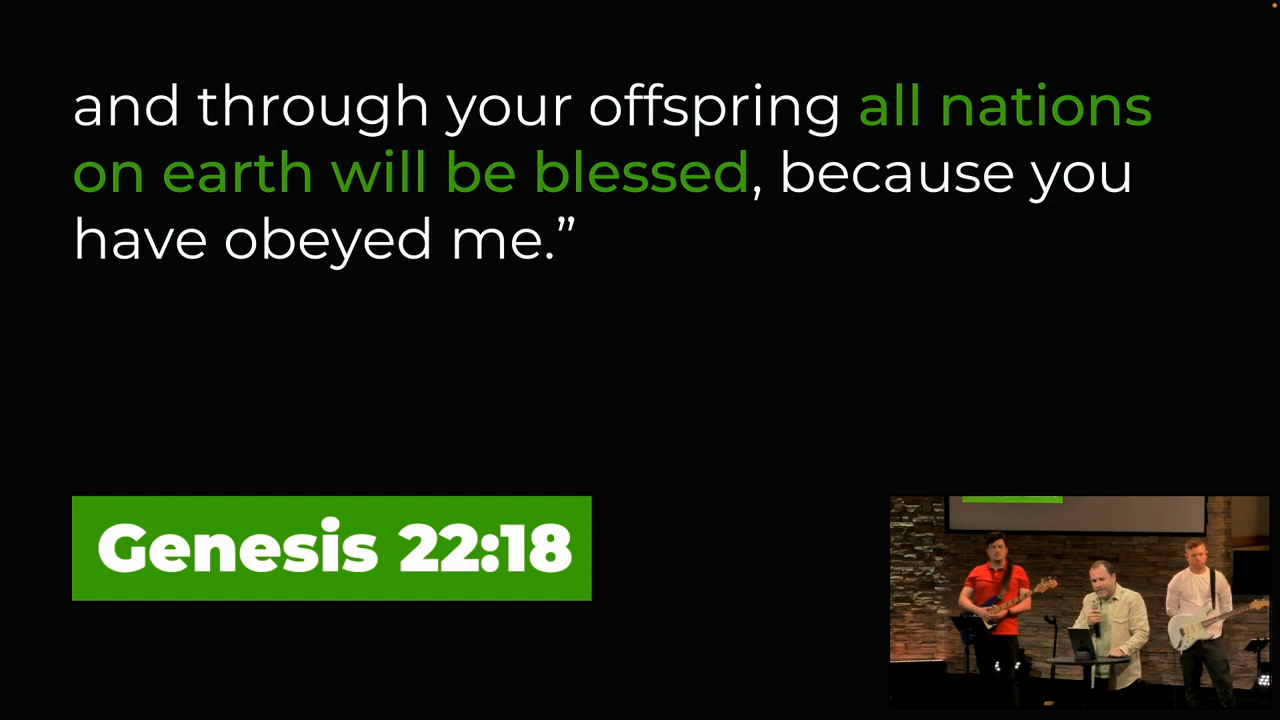 and through your offspring all nations
on earth will be blessed, because you
have obeyed me.”
Genesis 22:18